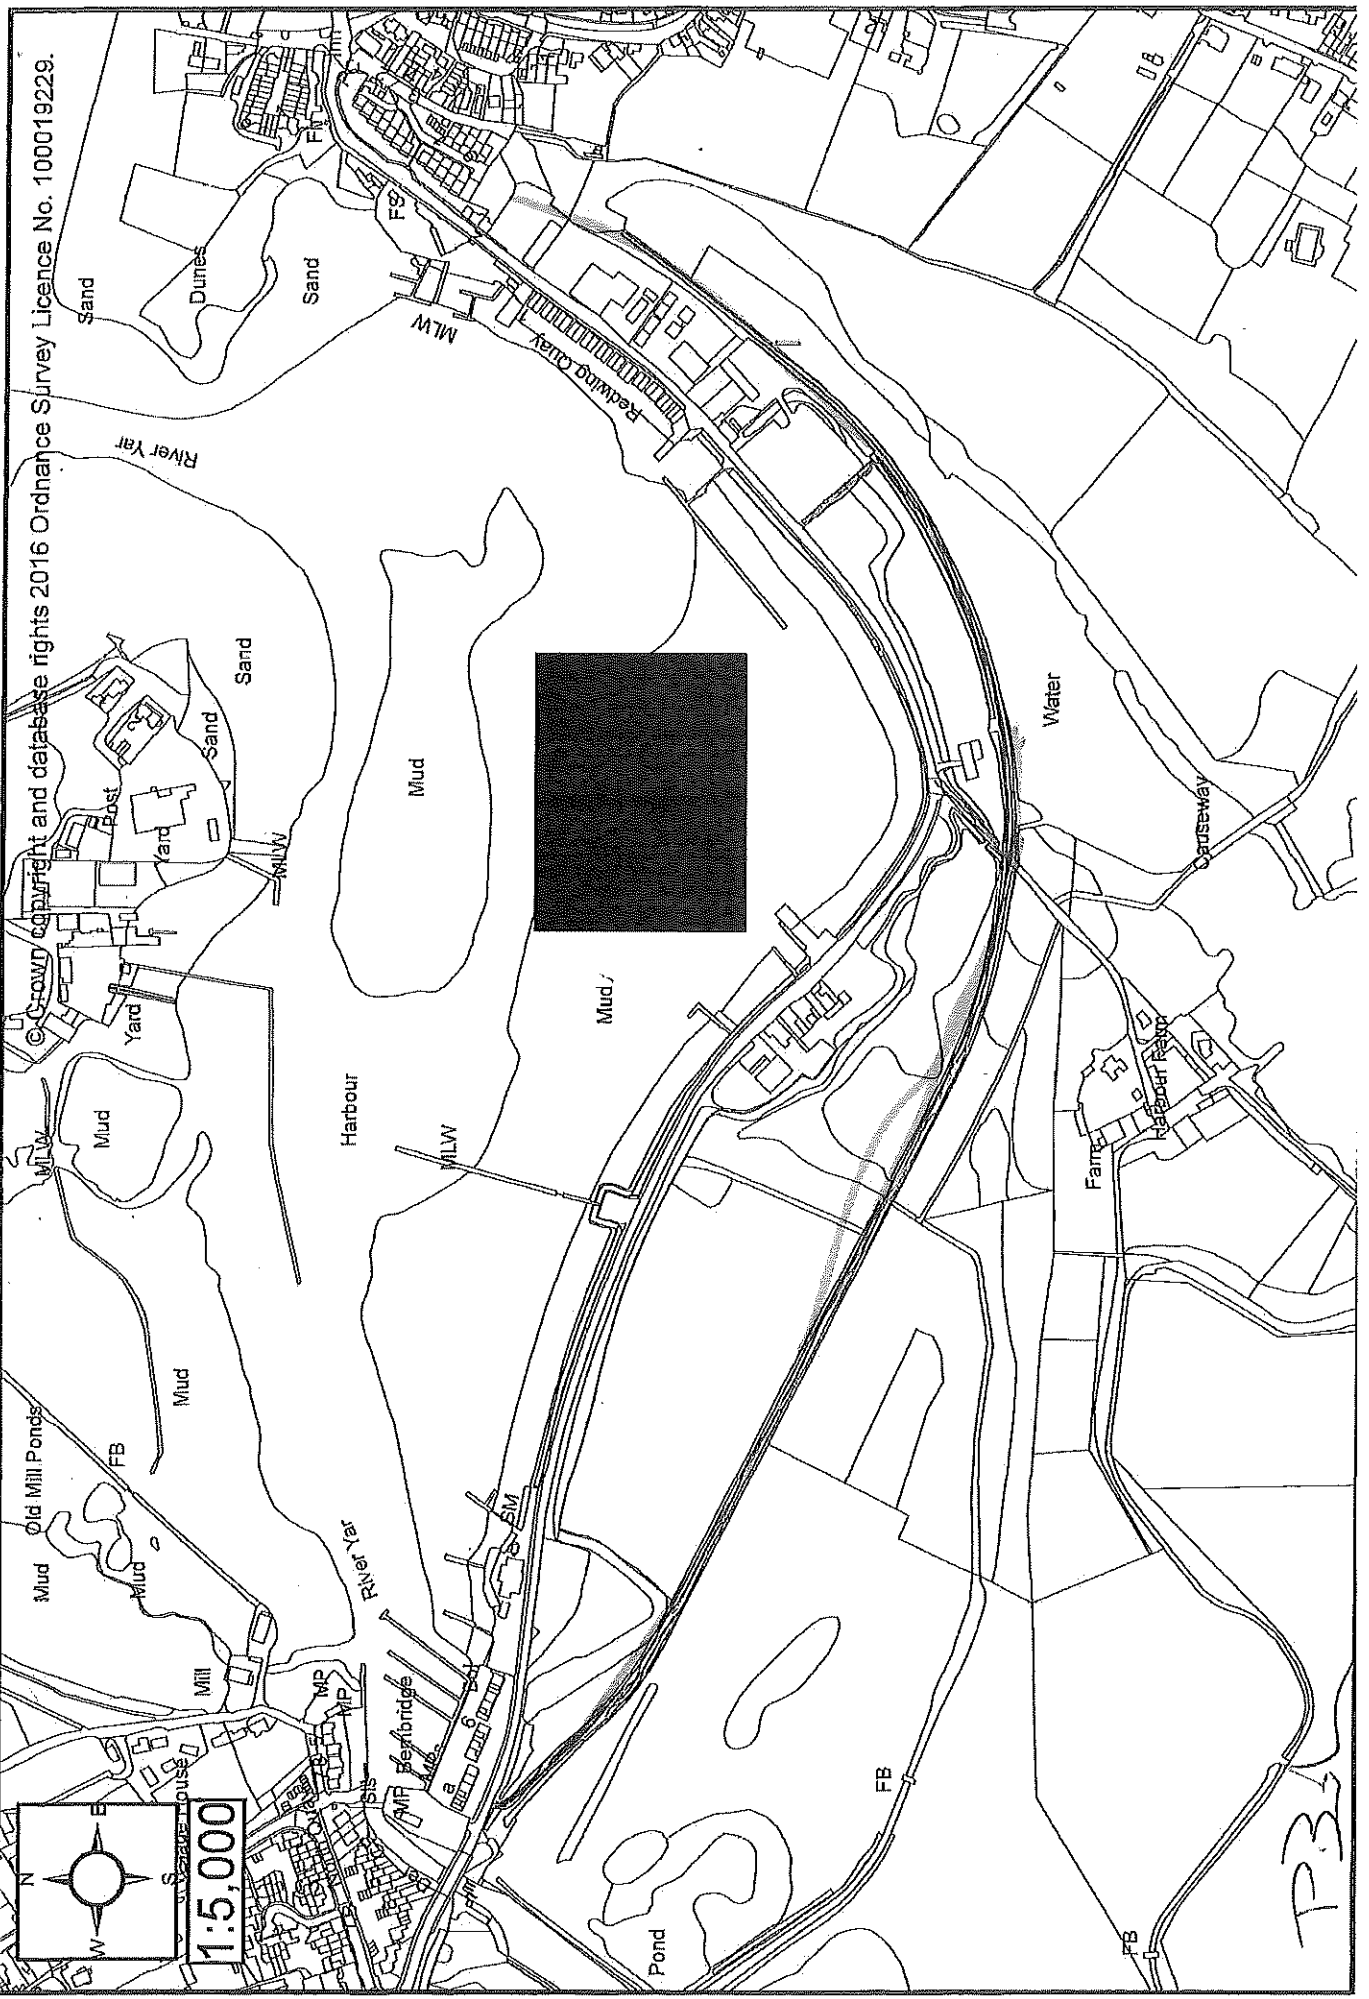 © Crown copyright and database rights 2016 Ordnance Survey Licence No. 100019229.
N
W
E
S
1:5,000
Old Mill Ponds
Mud
Mud
FB
MLW
Mud
Yard
Post
Yard
River Yar
Sand
Dunes
Sand
FS
MLW
Redwing Quay
Sand
Sand
MLW
Mud
Mud
Harbour
MLW
Mud
Mill
MP
MP
River Yar
Bembridge
MP
SM
Pond
FB
FB
Farm
Harbour Farm
Causeway
Water